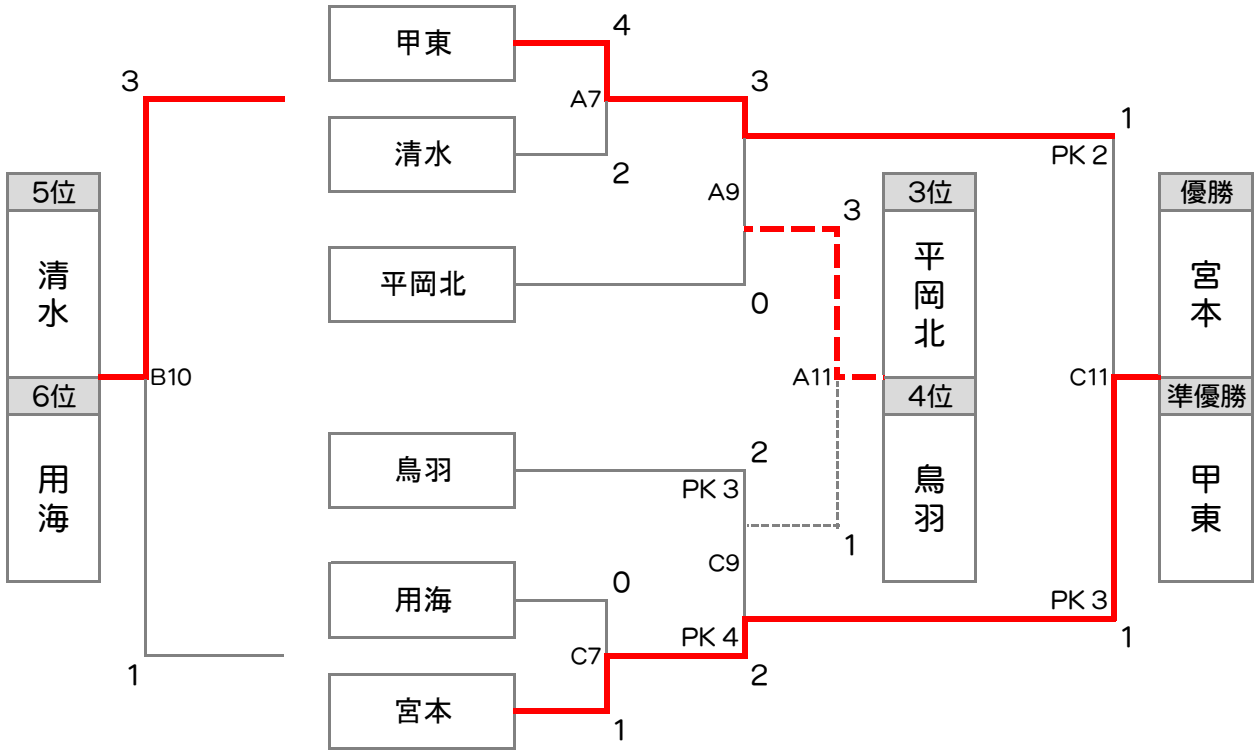 甲東
4
3
3
A7
1
清水
PK 2
2
5位
A9
3位
優勝
3
清水
平岡北
平岡北
宮本
0
B10
A11
C11
6位
4位
準優勝
鳥羽
2
PK 3
用海
鳥羽
甲東
1
C9
用海
0
PK 3
PK 4
1
C7
1
2
宮本
1